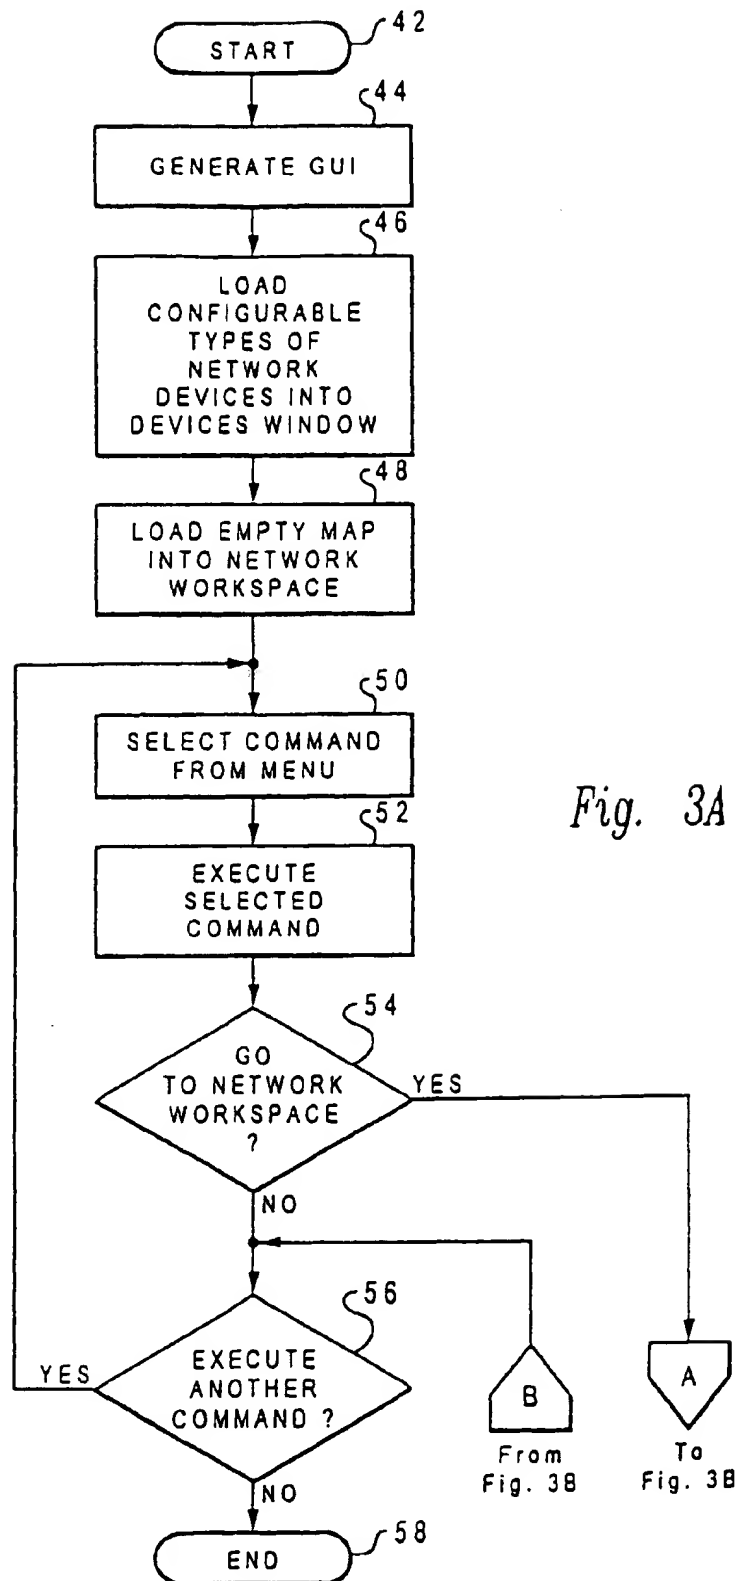 START
42
44
GENERATE GUI
46
LOAD
CONFIGURABLE
TYPES OF
NETWORK
DEVICES INTO
DEVICES WINDOW
48
LOAD EMPTY MAP
INTO NETWORK
WORKSPACE
50
SELECT COMMAND
FROM MENU
Fig. 3A
52
EXECUTE
SELECTED
COMMAND
54
GO
TO NETWORK
WORKSPACE
?
YES
NO
56
EXECUTE
ANOTHER
COMMAND ?
YES
B
A
From
Fig. 3B
To
Fig. 3B
NO
END
58